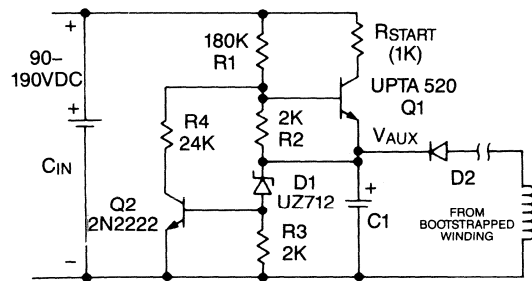 +
90–
190VDC
+
CIN
–
180K
R1
RSTART
(1K)
UPTA 520
Q1
R4
24K
2K
R2
VAUX
D2
D1
UZ712
+
C1
Q2
2N2222
R3
2K
FROM
BOOTSTRAPPED
WINDING